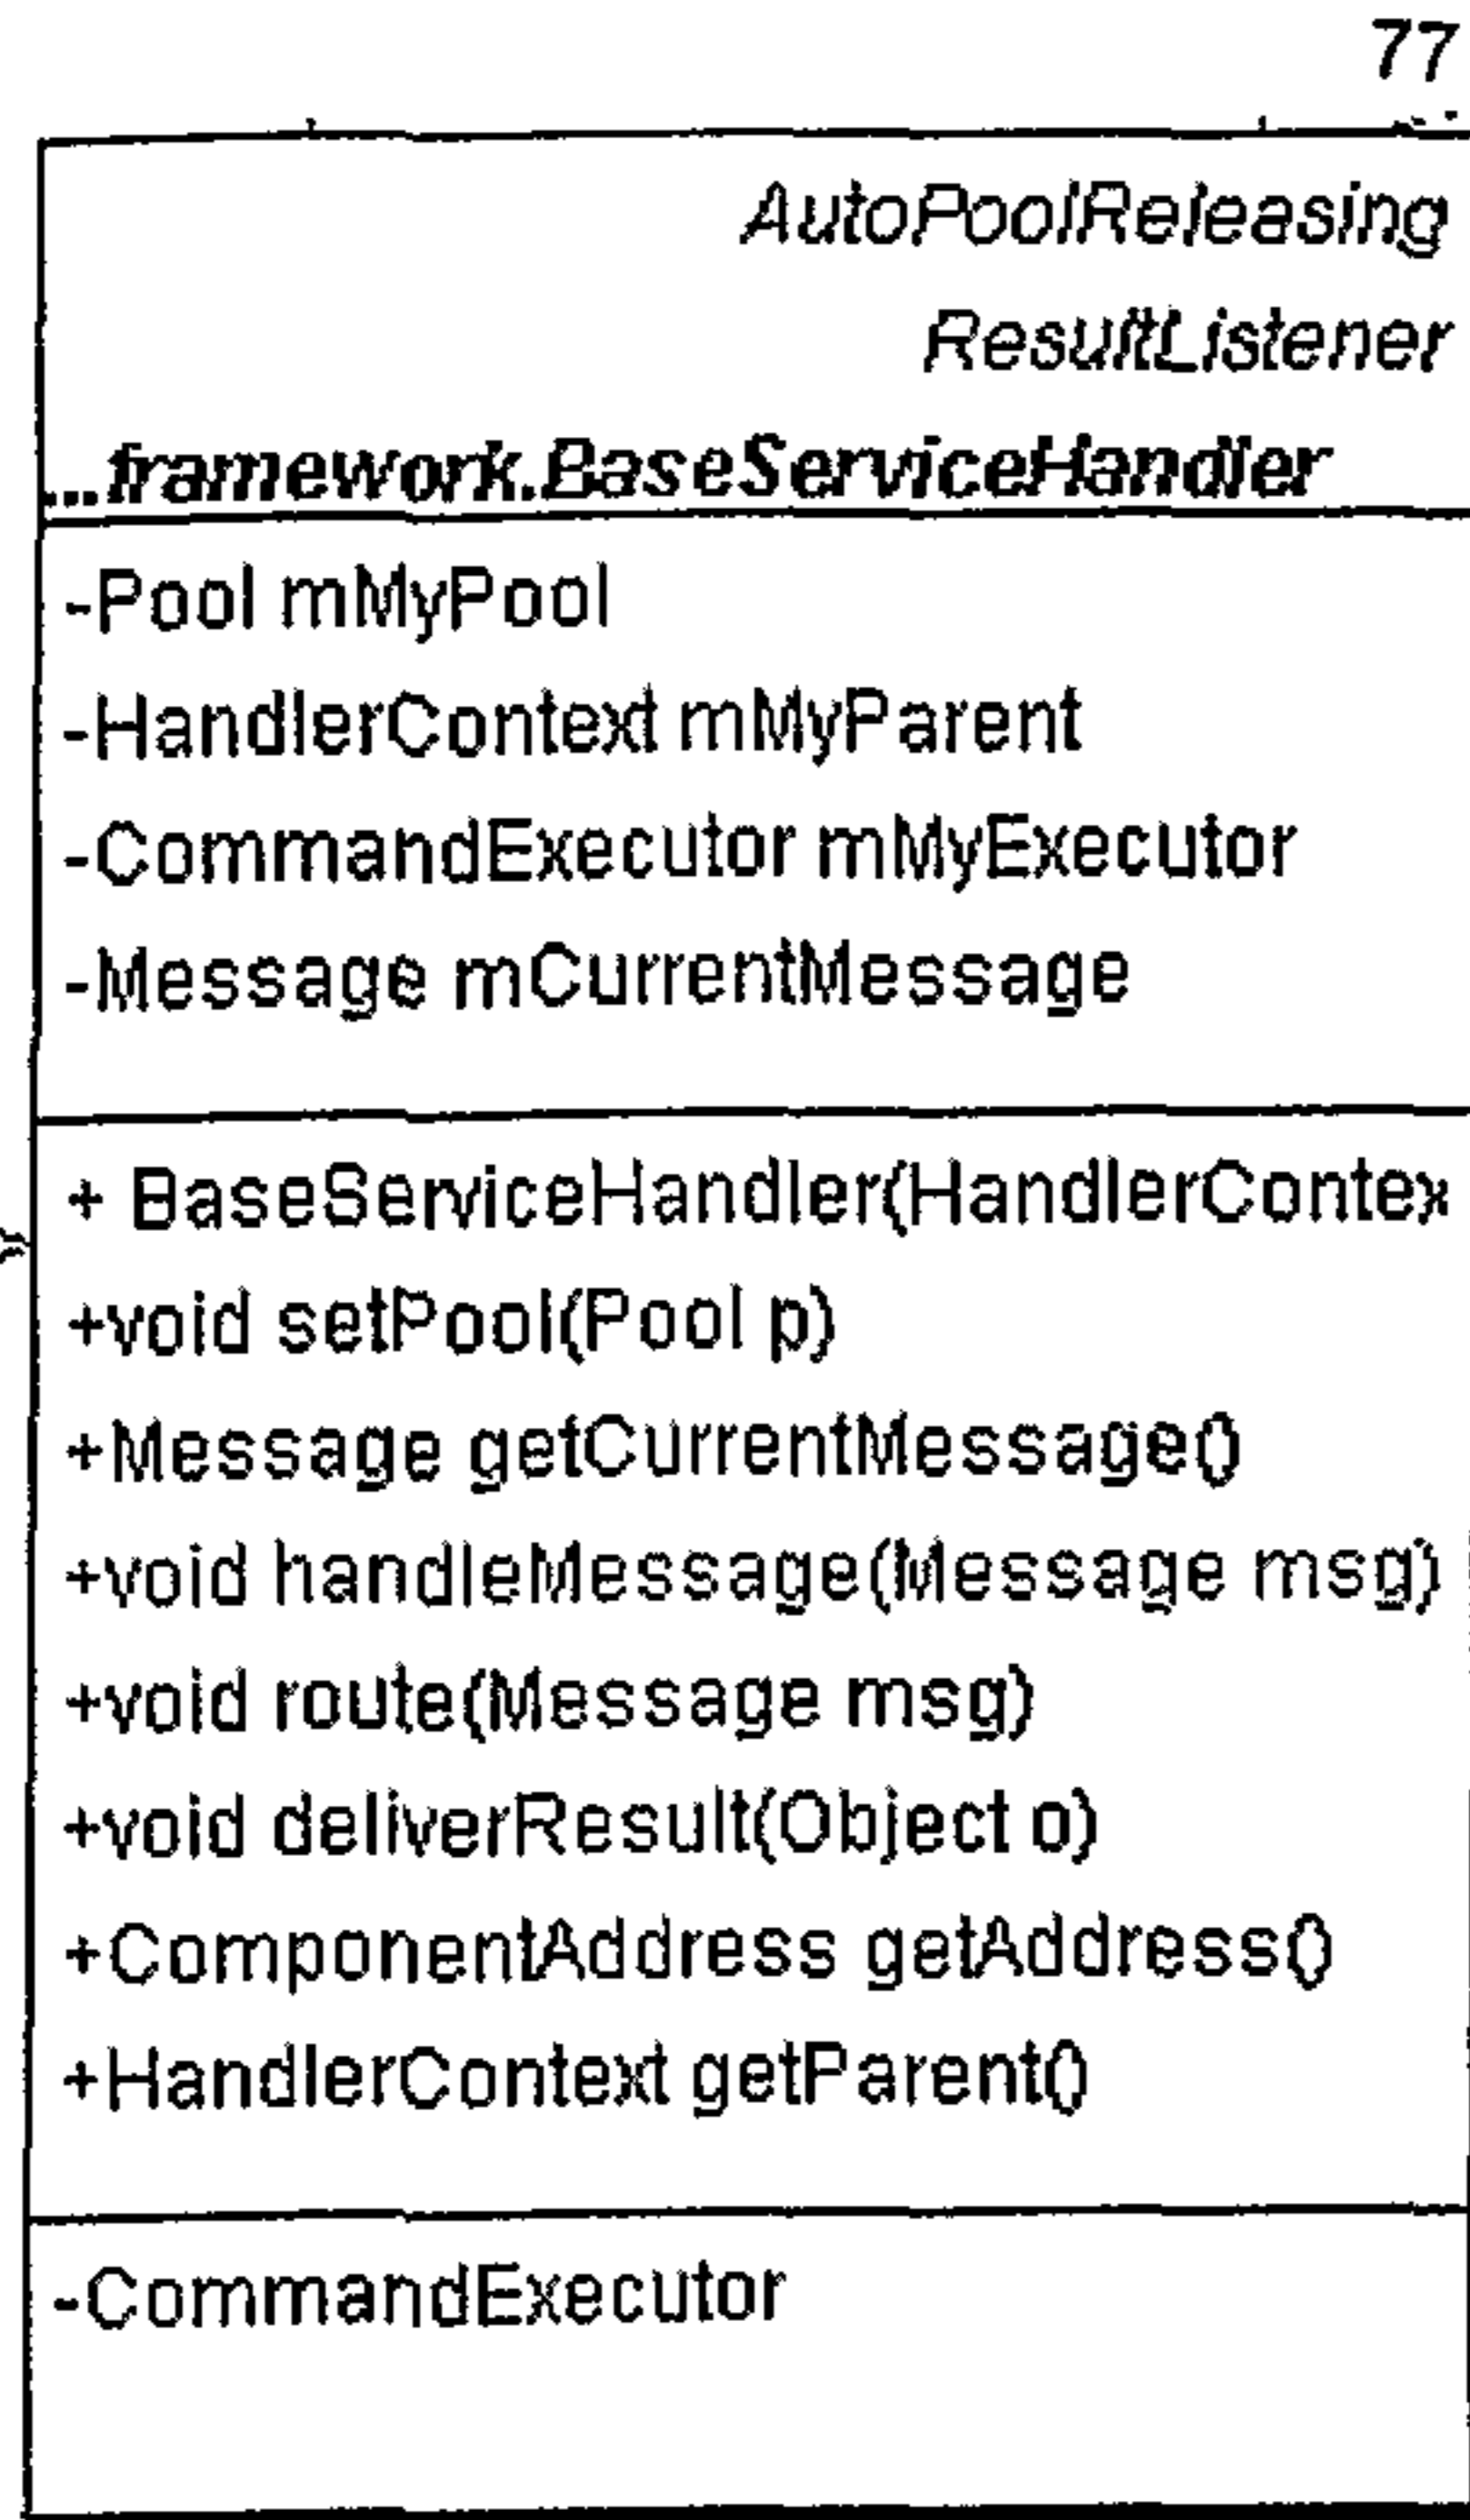 77
AutoPoolReleasing
ResultListener
...framework.BaseServiceHandler
-Pool mMyPool
-HandlerContext mMyParent
-CommandExecutor mMyExecutor
-Message mCurrentMessage
+ BaseServiceHandler(HandlerContex
+void setPool(Pool p)
+Message getCurrentMessage()
+void handleMessage(Message msg)
+void route(Message msg)
+void deliverResult(Object o)
+ComponentAddress getAddress()
+HandlerContext getParent()
-CommandExecutor